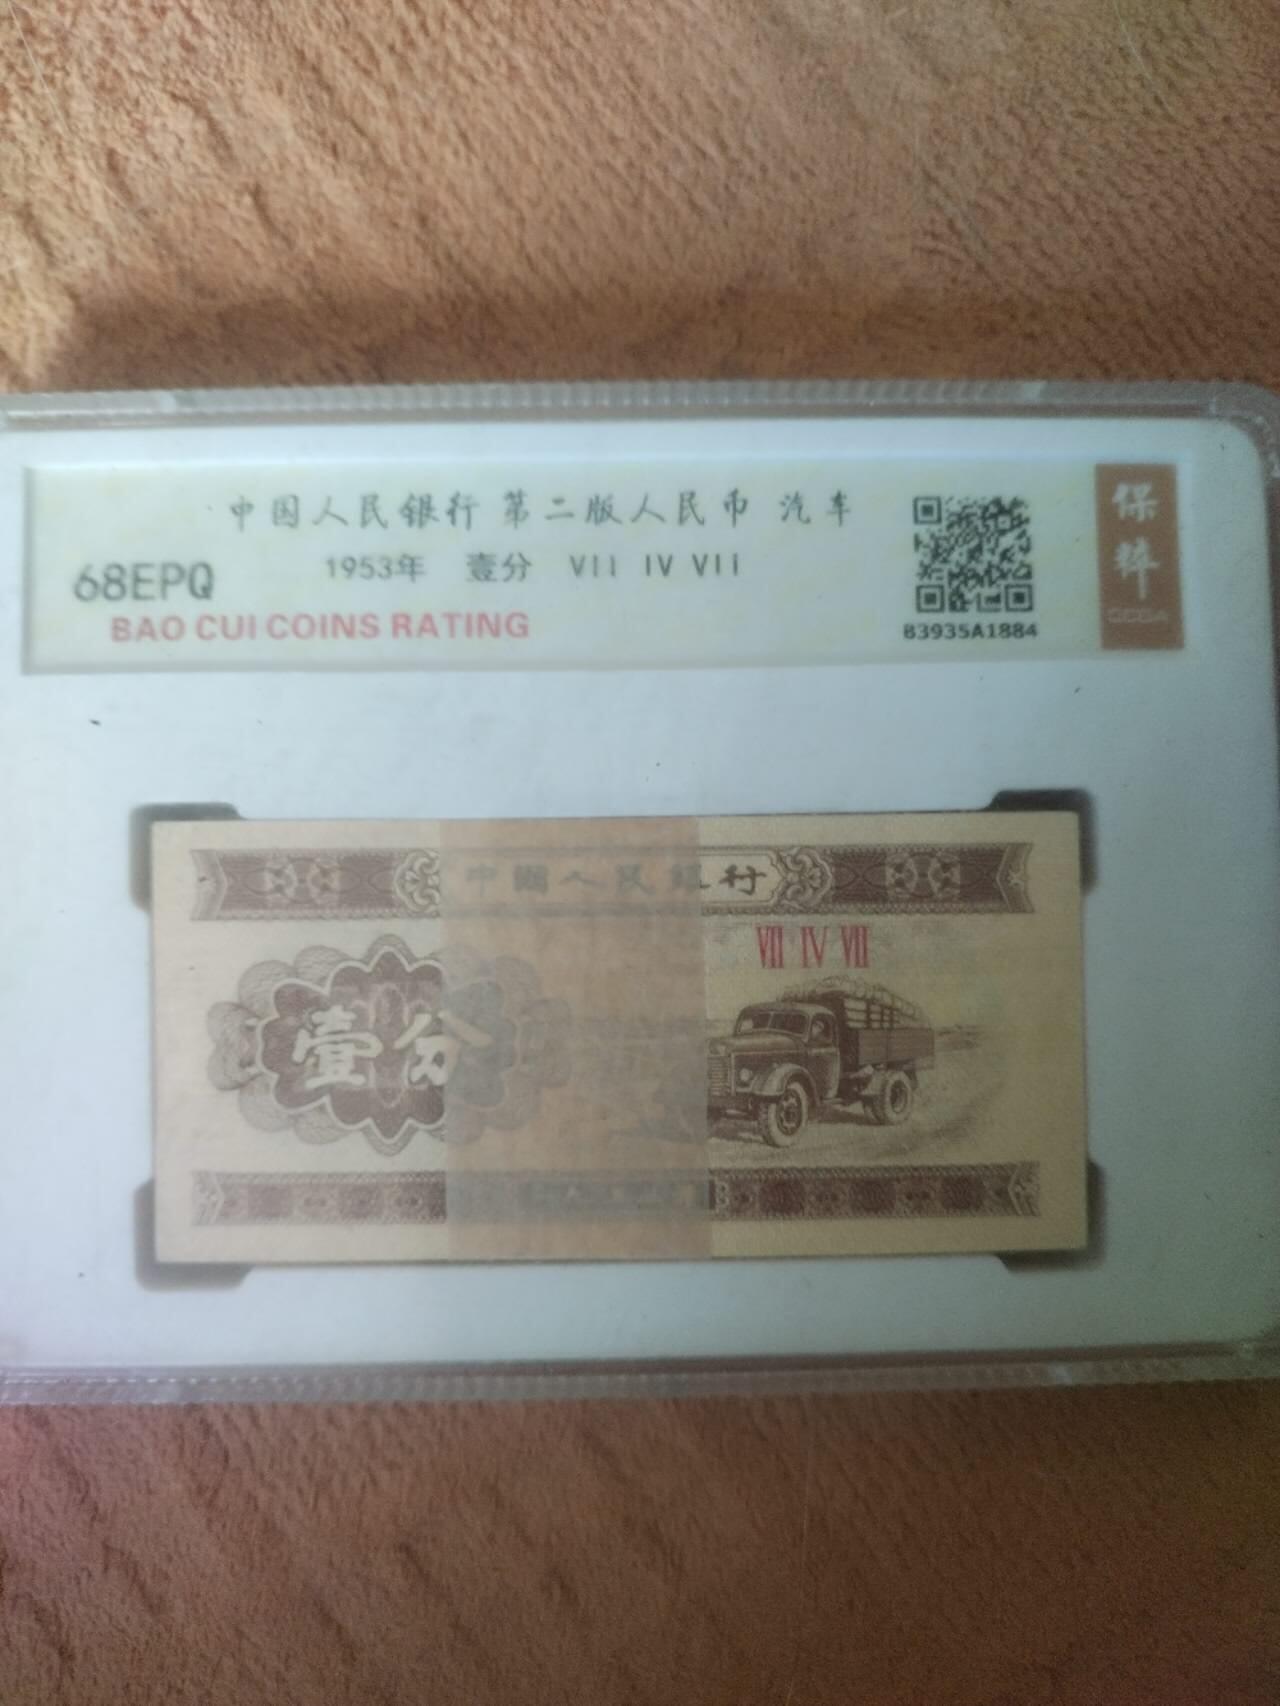 中国人民银行 第二版人民币 汽车
68EPQ
1953年 壹分 VII IV VII
BAO CUI COINS RATING
B3935A1884
保粹
中國人民銀行
VII IV VII
壹分